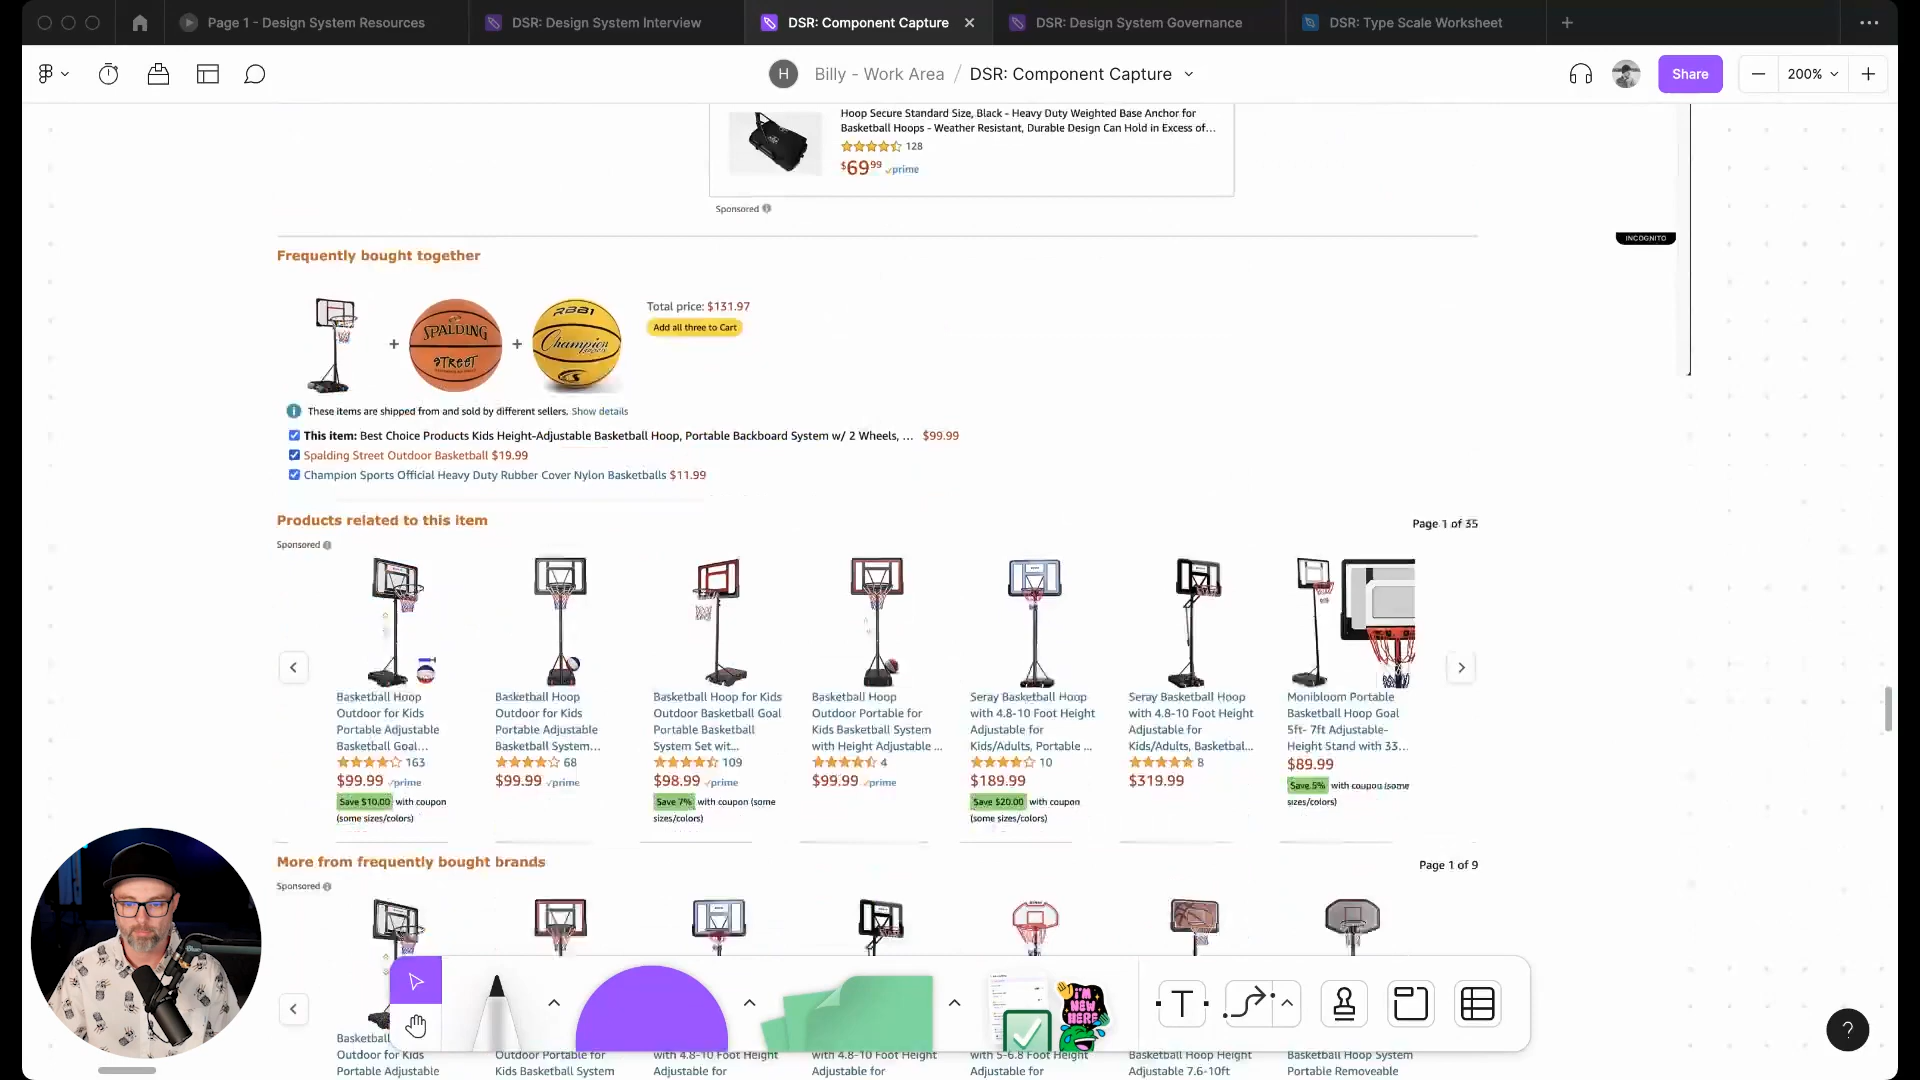 Page 1 - Design System Resources
DSR: Design System Interview
DSR: Component Capture
DSR: Design System Governance
DSR: Type Scale Worksheet
H
Billy - Work Area / DSR: Component Capture
Share
200%
Hoop Secure Standard Size, Black - Heavy Duty Weighted Base Anchor for
Basketball Hoops - Weather Resistant, Durable Design Can Hold in Excess of...
128
$69 99 prime
Sponsored
INCOGNITO
Frequently bought together
SPALDING
STREET
RBB1
Champion
SPORTS
Total price: $131.97
Add all three to Cart
These items are shipped from and sold by different sellers. Show details
This item: Best Choice Products Kids Height-Adjustable Basketball Hoop, Portable Backboard System w/ 2 Wheels, ... $99.99
Spalding Street Outdoor Basketball $19.99
Champion Sports Official Heavy Duty Rubber Cover Nylon Basketballs $11.99
Products related to this item
Page 1 of 35
Sponsored
Basketball Hoop
Outdoor for Kids
Portable Adjustable
Basketball Goal...
163
$99.99 prime
Save $10.00 with coupon
(some sizes/colors)
Basketball Hoop
Outdoor for Kids
Portable Adjustable
Basketball System...
68
$99.99 prime
Basketball Hoop for Kids
Outdoor Basketball Goal
Portable Basketball
System Set wit...
109
$98.99 prime
Save 7% with coupon (some
sizes/colors)
Basketball Hoop
Outdoor Portable for
Kids Basketball System
with Height Adjustable ...
4
$99.99 prime
Seray Basketball Hoop
with 4.8-10 Foot Height
Adjustable for
Kids/Adults, Portable ...
10
$189.99
Save $20.00 with coupon
(some sizes/colors)
Seray Basketball Hoop
with 4.8-10 Foot Height
Adjustable for
Kids/Adults, Basketbal...
8
$319.99
Monibloom Portable
Basketball Hoop Goal
5ft- 7ft Adjustable-
Height Stand with 33...
$89.99
Save 5% with coupon (some
sizes/colors)
More from frequently bought brands
Page 1 of 9
Sponsored
Outdoor for Kids
Portable Adjustable
Outdoor Portable for
Kids Basketball System
with 4.8-10 Foot Height
Adjustable for
with 4.8-10 Foot Height
Adjustable for
with 5-6.8 Foot Height
Adjustable for
Basketball Hoop Height
Adjustable 7.6-10ft
Basketball Hoop System
Portable Removeable
I'M
NEW
HERE
T
?